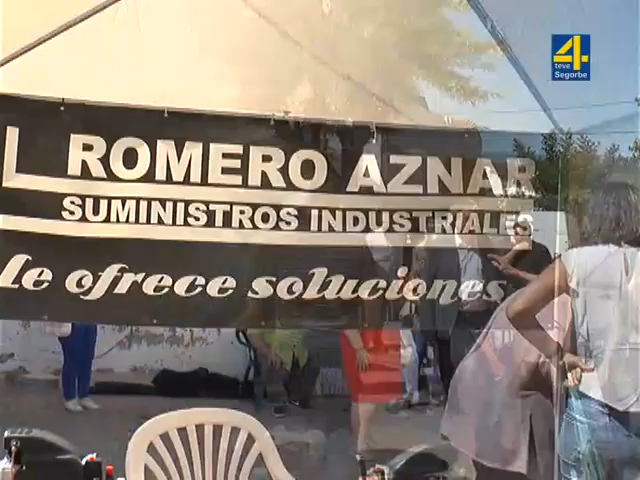 4
teve
Segorbe
ROMERO AZNAR
SUMINISTROS INDUSTRIALES
Le ofrece soluciones